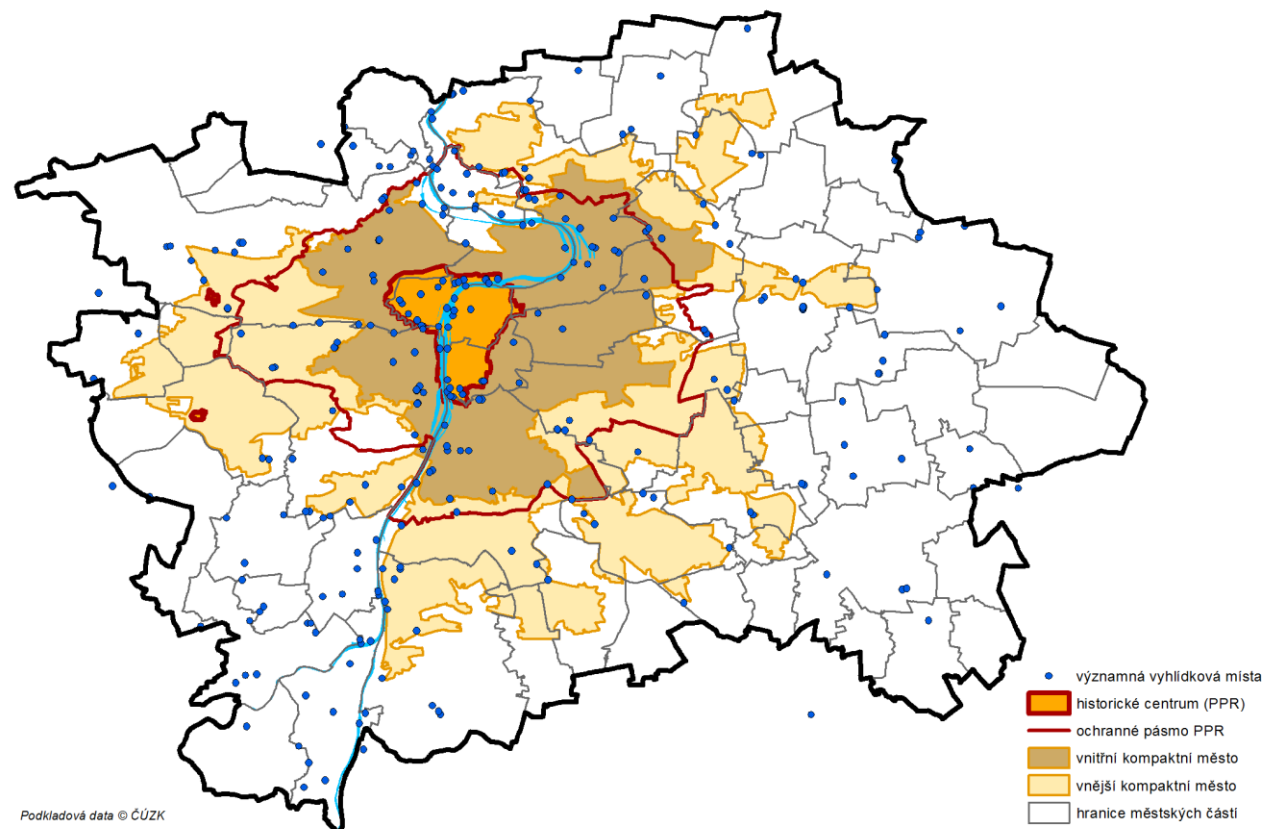 významná vyhlídková místa
historické centrum (PPR)
ochranné pásmo PPR
vnitřní kompaktní město
vnější kompaktní město
hranice městských částí
Podkladová data © ČÚZK